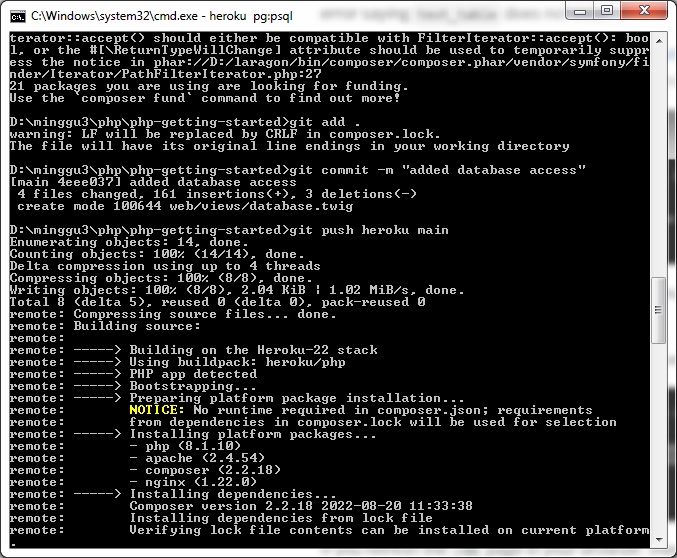 C:\Windows\system32\cmd.exe - heroku  pg:psql
terator::accept() should either be compatible with FilterIterator::accept(): boo
l, or the #[\ReturnTypeWillChange] attribute should be used to temporarily suppr
ess the notice in phar://D:/laragon/bin/composer/composer.phar/vendor/symfony/fi
nder/Iterator/PathFilterIterator.php:27
21 packages you are using are looking for funding.
Use the `composer fund` command to find out more!
D:\minggu3\php\php-getting-started>git add .
warning: LF will be replaced by CRLF in composer.lock.
The file will have its original line endings in your working directory
D:\minggu3\php\php-getting-started>git commit -m "added database access"
[main 4eee037] added database access
 4 files changed, 161 insertions(+), 3 deletions(-)
 create mode 100644 web/views/database.twig
D:\minggu3\php\php-getting-started>git push heroku main
Enumerating objects: 14, done.
Counting objects: 100% (14/14), done.
Delta compression using up to 4 threads
Compressing objects: 100% (8/8), done.
Writing objects: 100% (8/8), 2.04 KiB | 1.02 MiB/s, done.
Total 8 (delta 5), reused 0 (delta 0), pack-reused 0
remote: Compressing source files... done.
remote: Building source:
remote:
remote: -----> Building on the Heroku-22 stack
remote: -----> Using buildpack: heroku/php
remote: -----> PHP app detected
remote: -----> Bootstrapping...
remote: -----> Preparing platform package installation...
remote:        NOTICE: No runtime required in composer.json; requirements
remote:        from dependencies in composer.lock will be used for selection
remote: -----> Installing platform packages...
remote:        - php (8.1.10)
remote:        - apache (2.4.54)
remote:        - composer (2.2.18)
remote:        - nginx (1.22.0)
remote: -----> Installing dependencies...
remote:        Composer version 2.2.18 2022-08-20 11:33:38
remote:        Installing dependencies from lock file
remote:        Verifying lock file contents can be installed on current platform
.